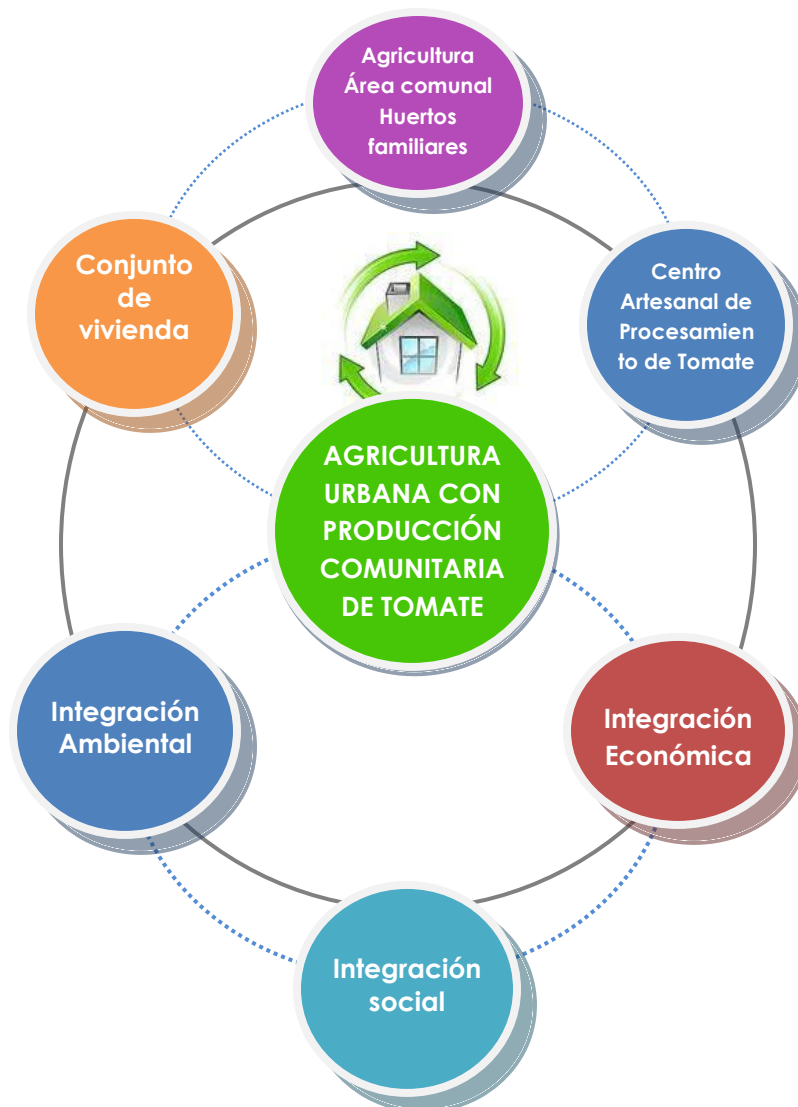 Agricultura
Área comunal
Huertos
familiares
Conjunto
de
vivienda
Centro
Artesanal de
Procesamien
to de Tomate
AGRICULTURA
URBANA CON
PRODUCCIÓN
COMUNITARIA
DE TOMATE
Integración
Ambiental
Integración
Económica
Integración
social